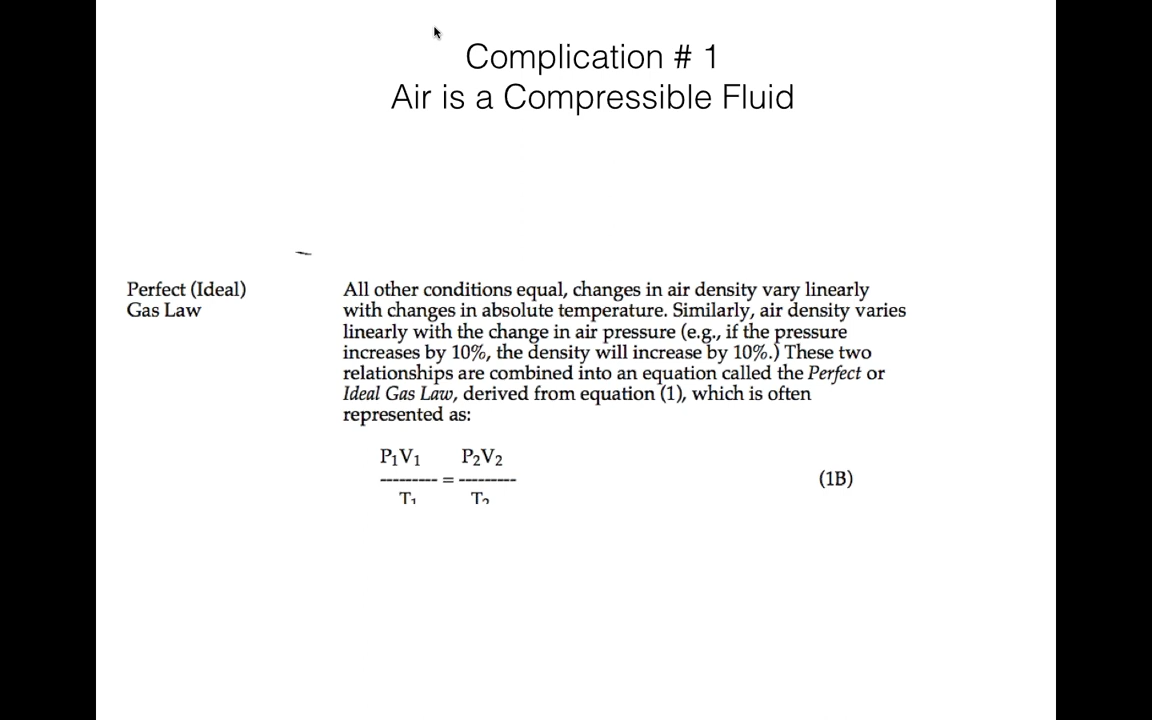 Complication # 1
Air is a Compressible Fluid
Perfect (Ideal)
Gas Law
All other conditions equal, changes in air density vary linearly
with changes in absolute temperature. Similarly, air density varies
linearly with the change in air pressure (e.g., if the pressure
increases by 10%, the density will increase by 10%.) These two
relationships are combined into an equation called the Perfect or
Ideal Gas Law, derived from equation (1), which is often
represented as:
P₁V₁ P₂V₂
--------- = --------- (1B)
T₁ T₂